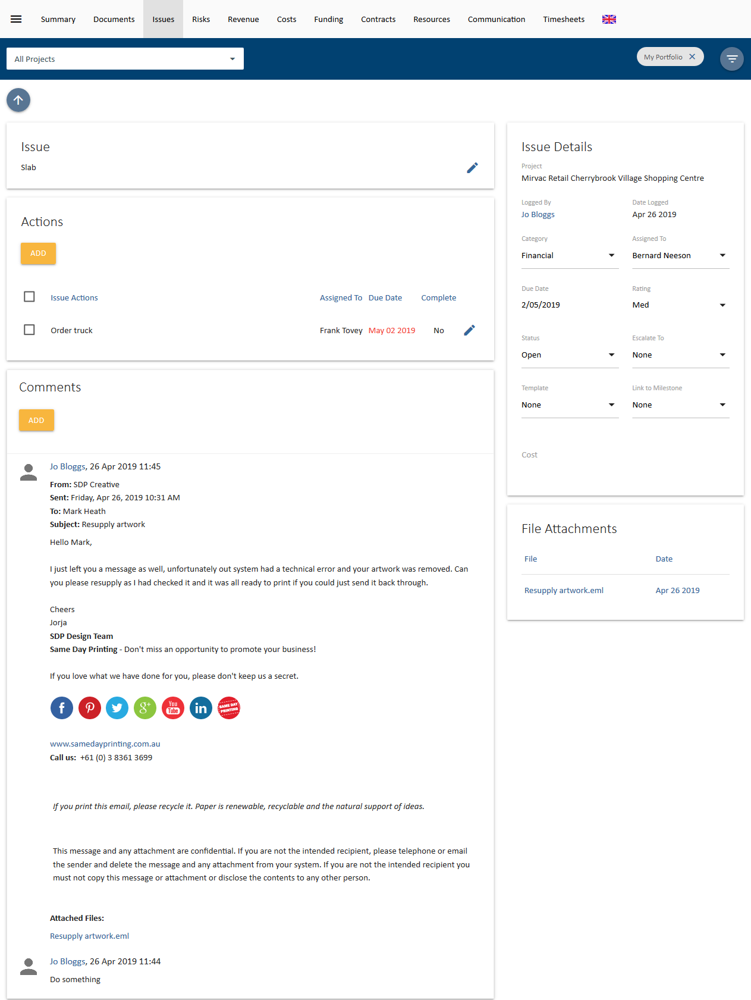 Summary Documents Issues Risks Revenue Costs Funding Contracts Resources Communication Timesheets
All Projects
My Portfolio
Issue
Slab
Actions
ADD
Issue Actions Assigned To Due Date Complete
Order truck Frank Tovey May 02 2019 No
Comments
ADD
Jo Bloggs, 26 Apr 2019 11:45
From: SDP Creative
Sent: Friday, Apr 26, 2019 10:31 AM
To: Mark Heath
Subject: Resupply artwork
Hello Mark,
I just left you a message as well, unfortunately out system had a technical error and your artwork was removed. Can
you please resupply as I had checked it and it was all ready to print if you could just send it back through.
Cheers
Jorja
SDP Design Team
Same Day Printing - Don't miss an opportunity to promote your business!
If you love what we have done for you, please don't keep us a secret.
f P g+ You Tube in SAME DAY PRINTING
www.samedayprinting.com.au
Call us: +61 (0) 3 8361 3699
If you print this email, please recycle it. Paper is renewable, recyclable and the natural support of ideas.
This message and any attachment are confidential. If you are not the intended recipient, please telephone or email
the sender and delete the message and any attachment from your system. If you are not the intended recipient you
must not copy this message or attachment or disclose the contents to any other person.
Attached Files:
Resupply artwork.eml
Jo Bloggs, 26 Apr 2019 11:44
Do something
Issue Details
Project
Mirvac Retail Cherrybrook Village Shopping Centre
Logged By Date Logged
Jo Bloggs Apr 26 2019
Category Assigned To
Financial Bernard Neeson
Due Date Rating
2/05/2019 Med
Status Escalate To
Open None
Template Link to Milestone
None None
Cost
File Attachments
File Date
Resupply artwork.eml Apr 26 2019